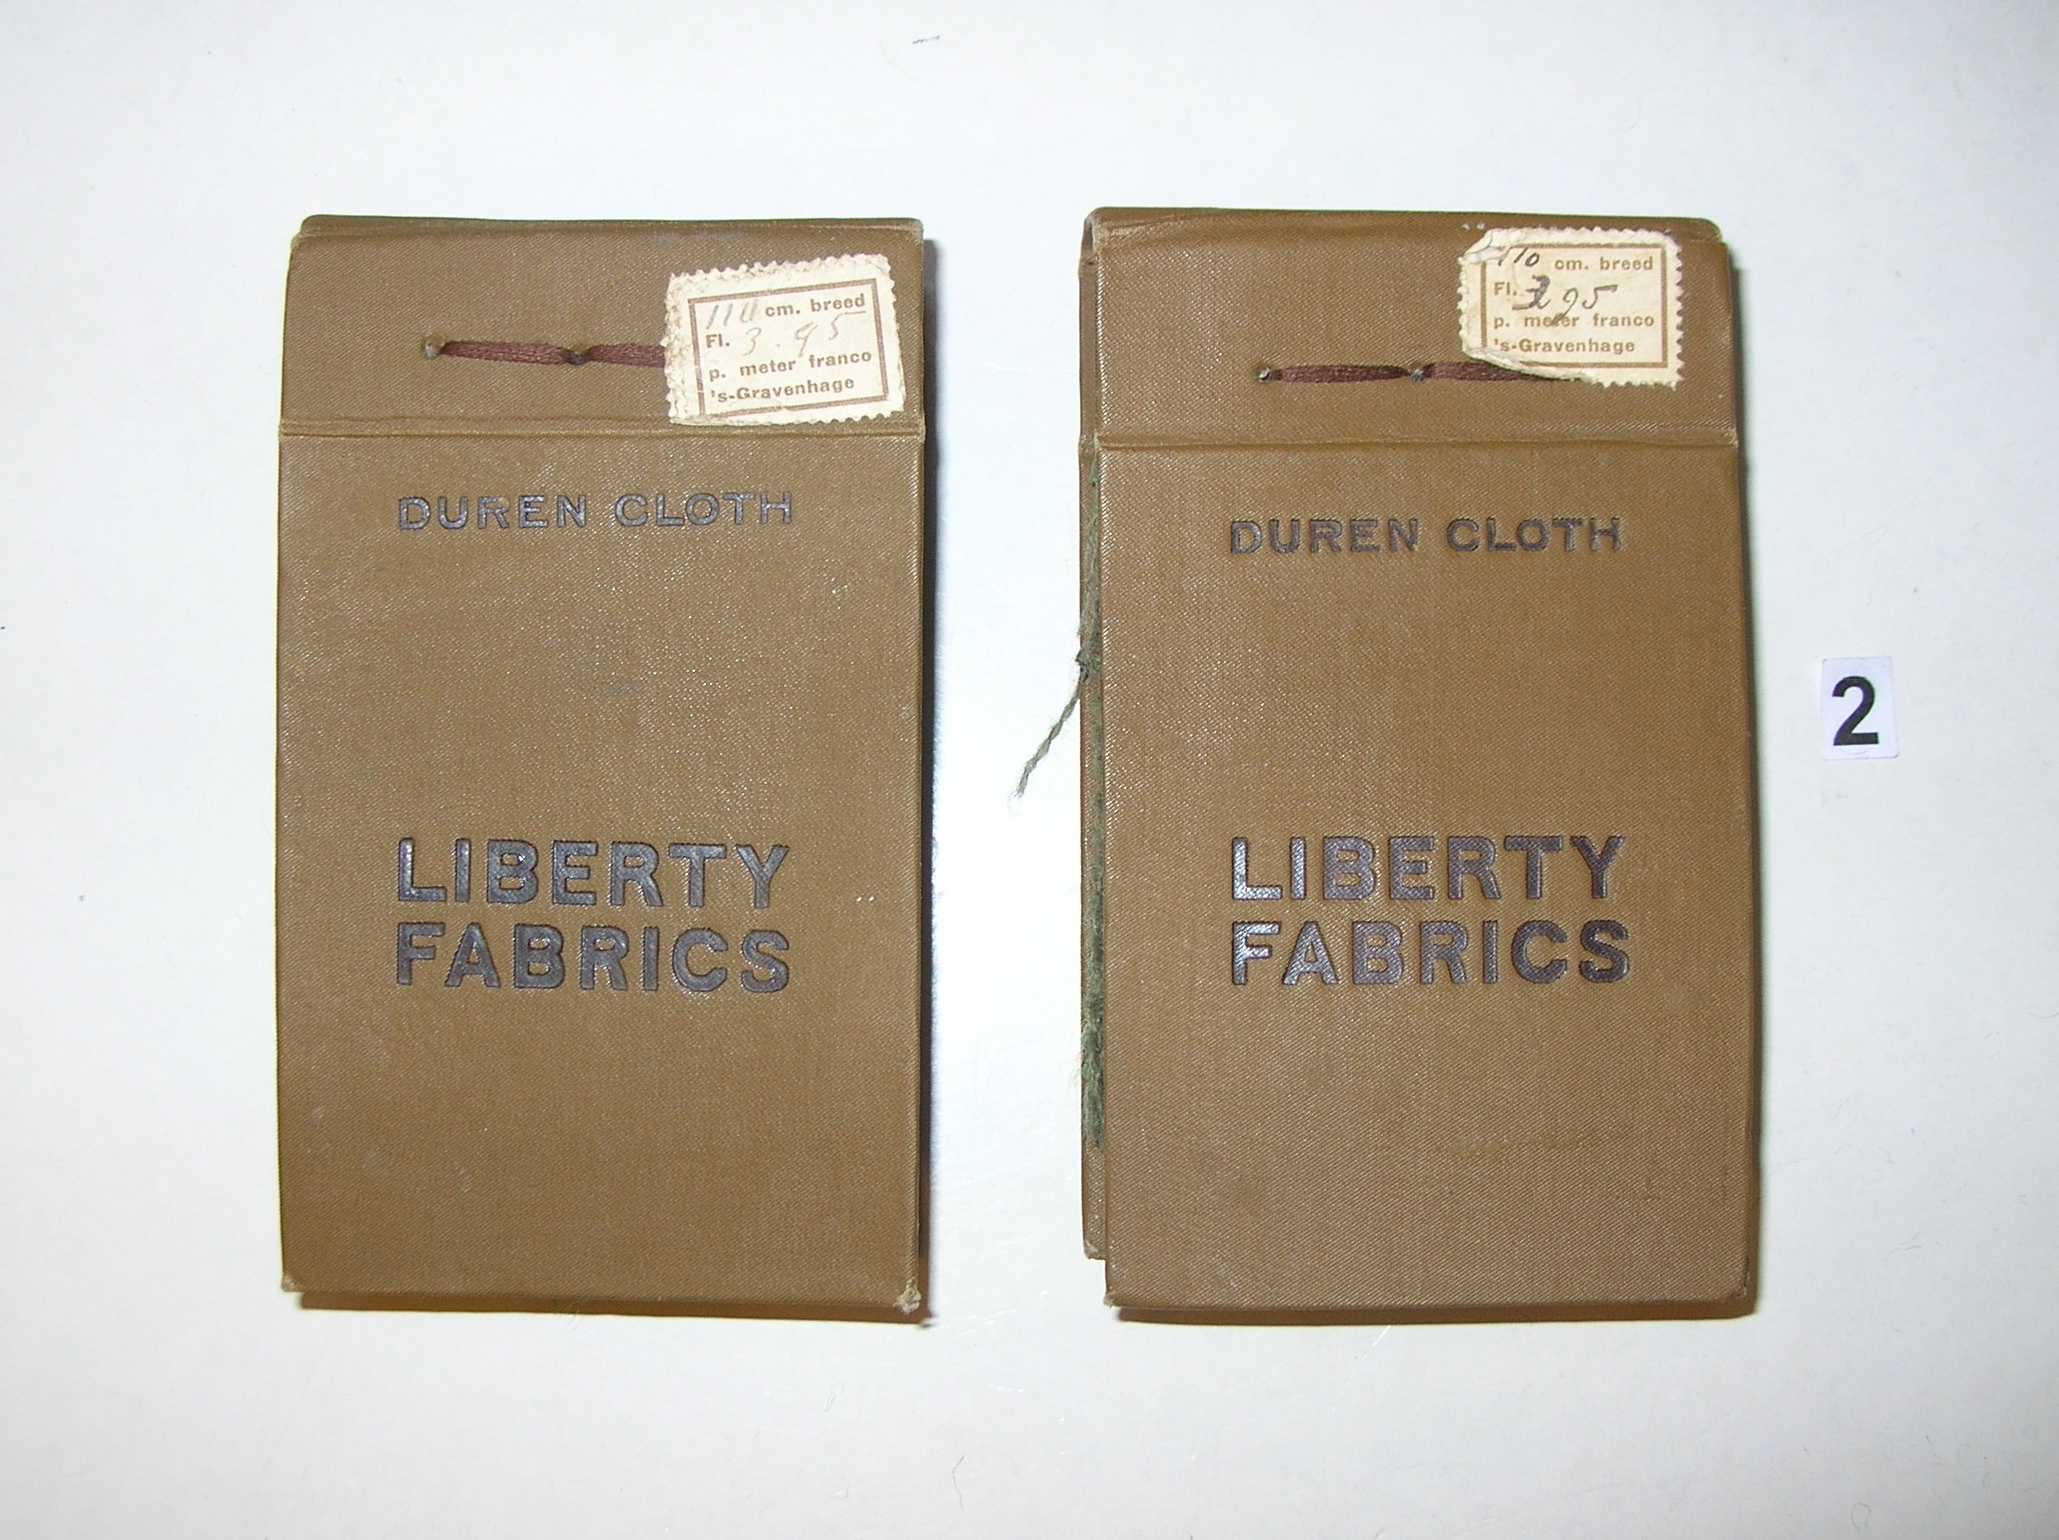 110 cm. breed
Fl. 3.95
p. meter franco
's-Gravenhage
DUREN CLOTH
LIBERTY
FABRICS
110 cm. breed
Fl. 95
p. meter franco
's-Gravenhage
DUREN CLOTH
LIBERTY
FABRICS
2